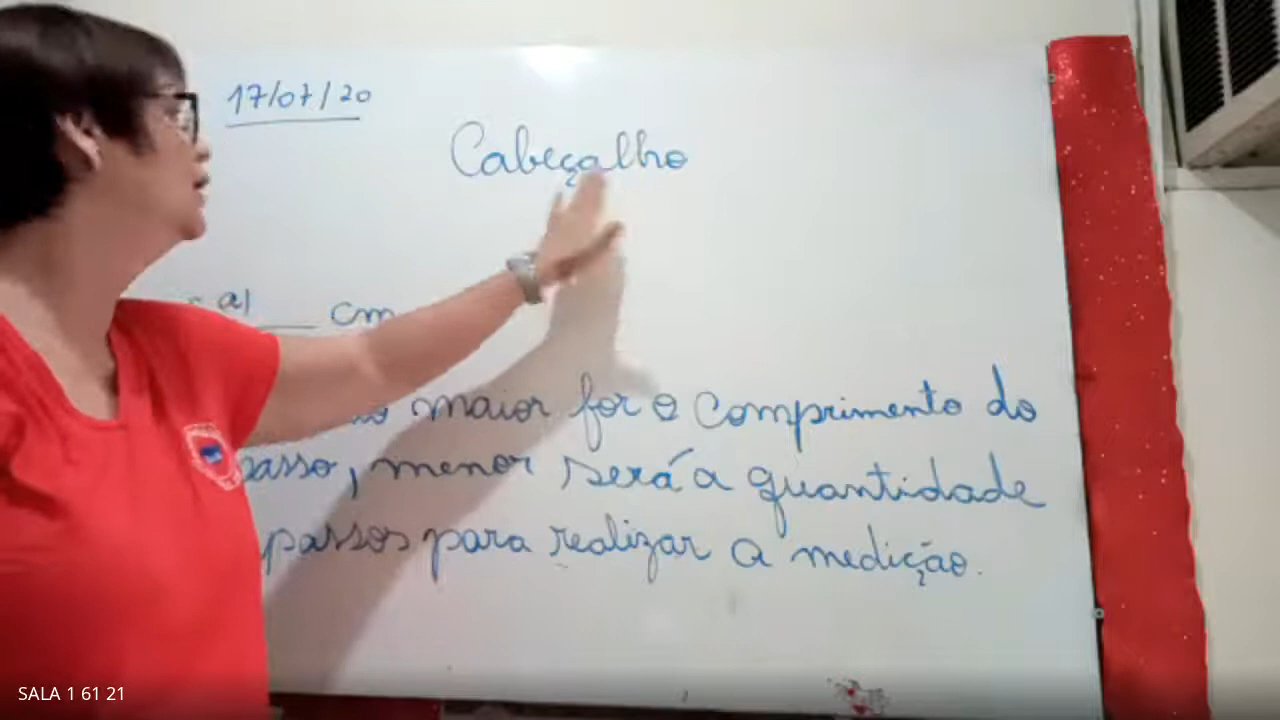 17/07/20
Cabeçalho
a) ____ cm
maior for o comprimento do
passo, menor será a quantidade
passos para realizar a medição.
SALA 1 61 21